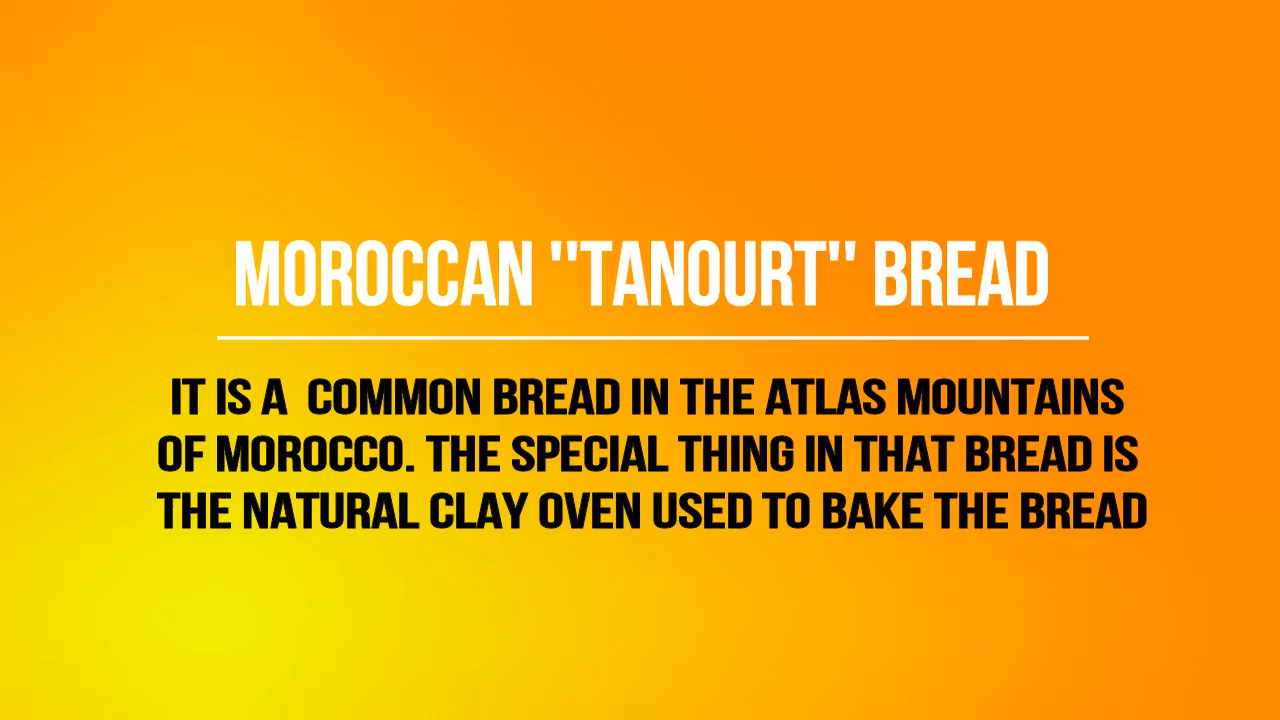 MOROCCAN "TANOURT" BREAD
IT IS A  COMMON BREAD IN THE ATLAS MOUNTAINS
OF MOROCCO. THE SPECIAL THING IN THAT BREAD IS
THE NATURAL CLAY OVEN USED TO BAKE THE BREAD